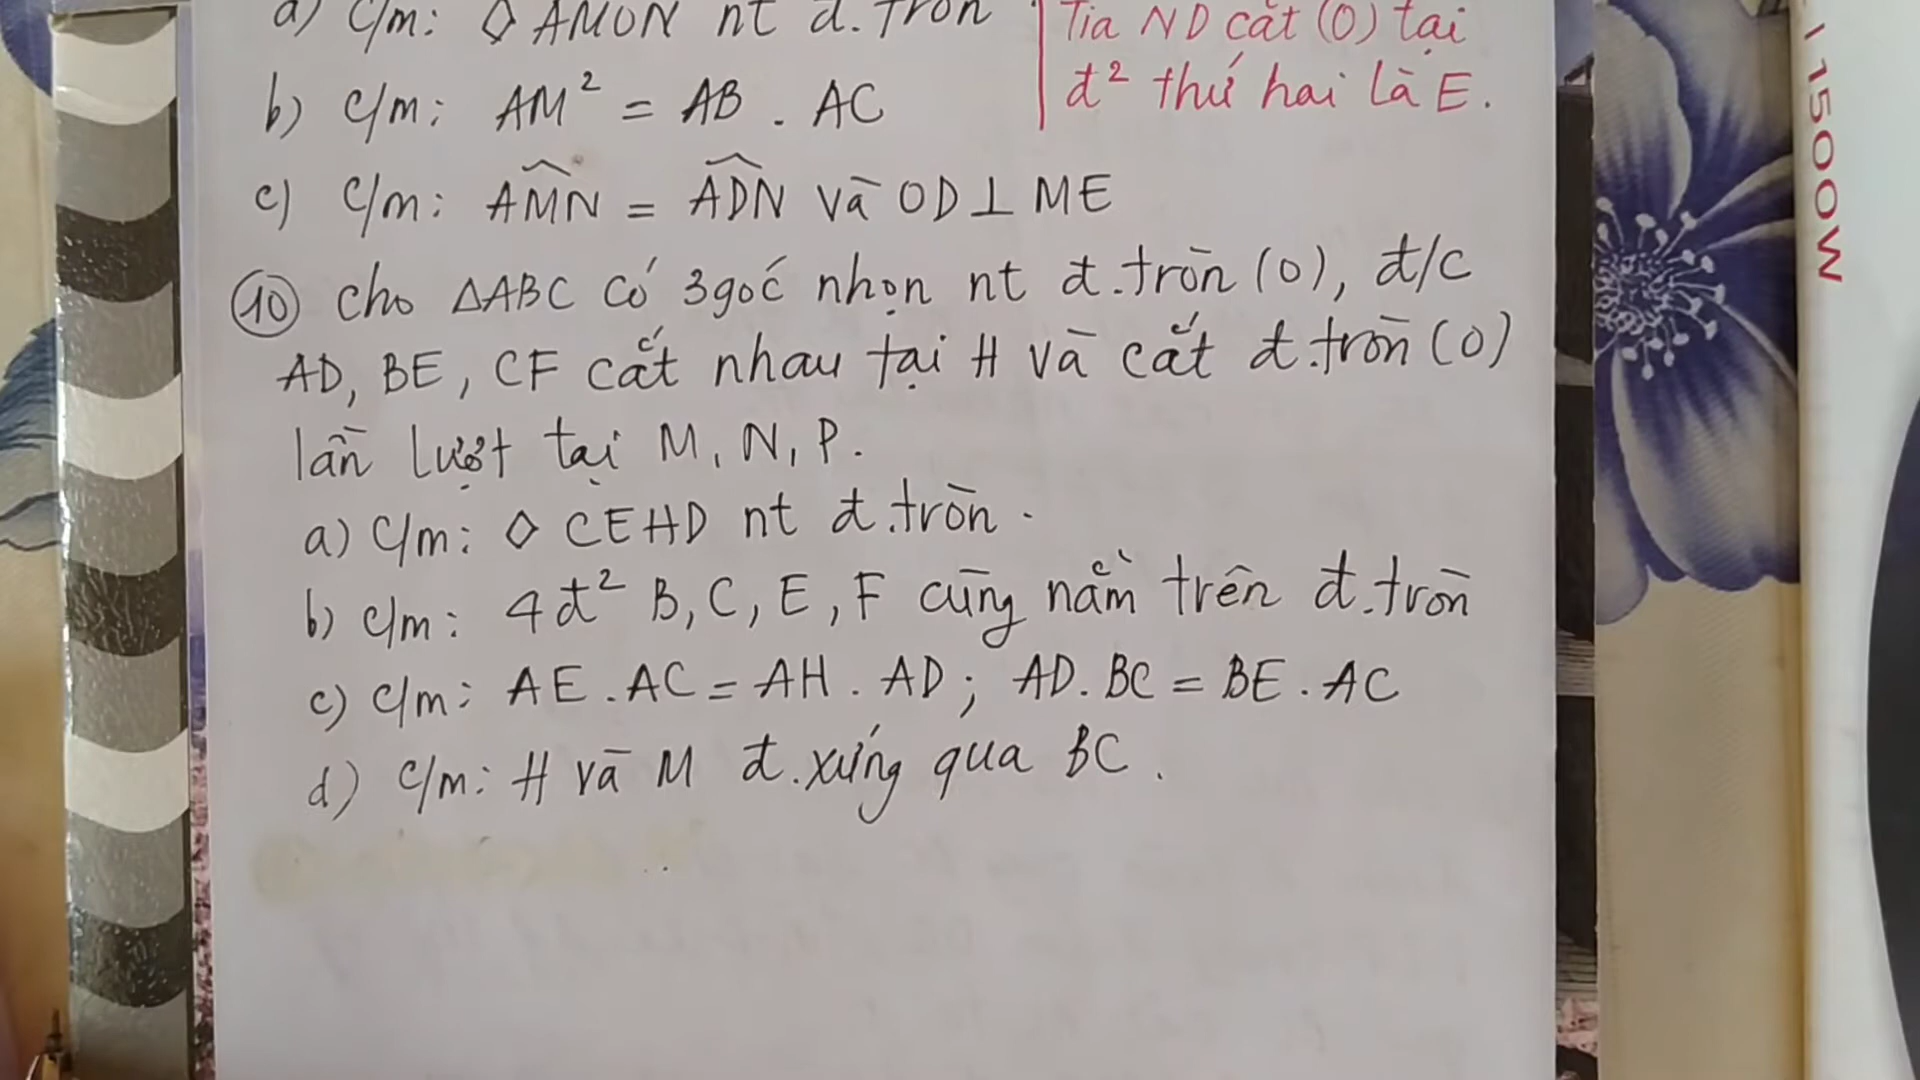 a) C/m: ◇ AMON nt đ.tròn
Tia ND cắt (O) tại
đ² thứ hai là E.
b) C/m: AM² = AB . AC
c) C/m: AMN = ADN và OD ⊥ ME
10 Cho ΔABC có 3 góc nhọn nt đ.tròn (O), đ/c
AD, BE, CF cắt nhau tại H và cắt đ.tròn (O)
lần lượt tại M, N, P.
a) C/m: ◇ CEHD nt đ.tròn.
b) C/m: 4đ² B, C, E, F cùng nằm trên đ.tròn
c) C/m: AE . AC = AH . AD ; AD . BC = BE . AC
d) C/m: H và M đ.xứng qua BC .
1500W